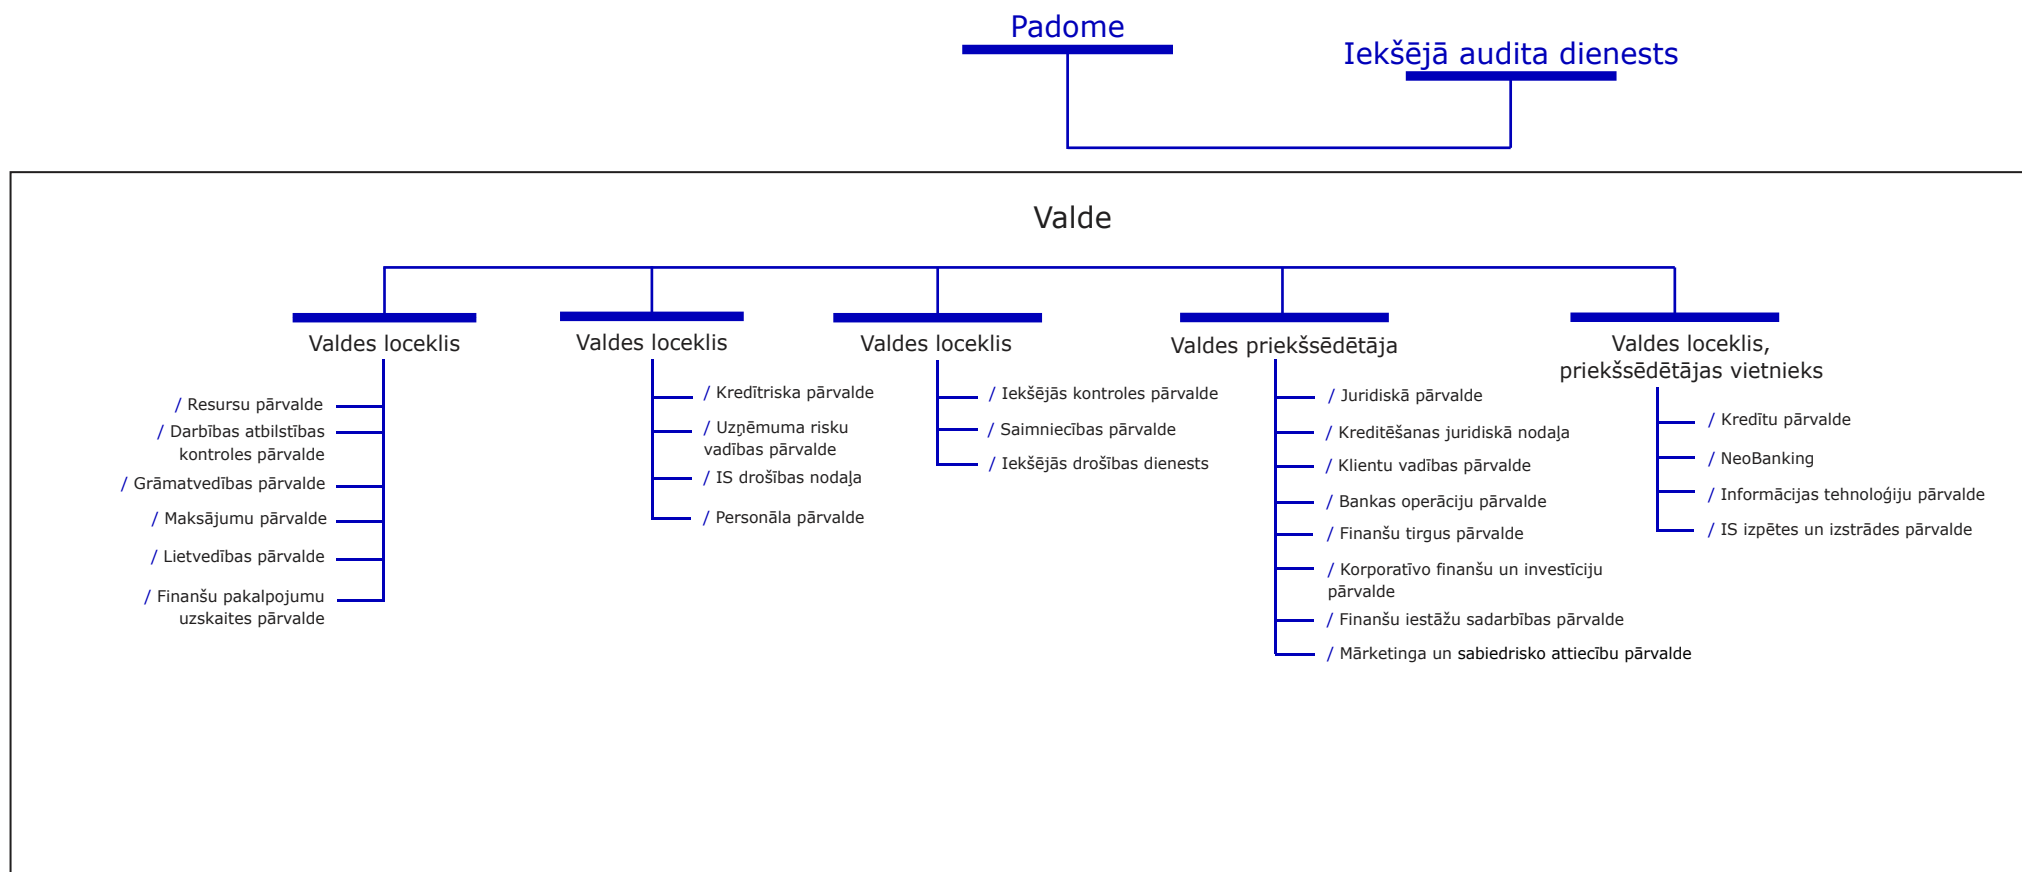 Padome
Iekšējā audita dienests
Valde
Valdes loceklis
/ Resursu pārvalde
/ Darbības atbilstības
kontroles pārvalde
/ Grāmatvedības pārvalde
/ Maksājumu pārvalde
/ Lietvedības pārvalde
/ Finanšu pakalpojumu
uzskaites pārvalde
Valdes loceklis
/ Kredītriska pārvalde
/ Uzņēmuma risku
vadības pārvalde
/ IS drošības nodaļa
/ Personāla pārvalde
Valdes loceklis
/ Iekšējās kontroles pārvalde
/ Saimniecības pārvalde
/ Iekšējās drošības dienests
Valdes priekšsēdētāja
/ Juridiskā pārvalde
/ Kreditēšanas juridiskā nodaļa
/ Klientu vadības pārvalde
/ Bankas operāciju pārvalde
/ Finanšu tirgus pārvalde
/ Korporatīvo finanšu un investīciju
pārvalde
/ Finanšu iestāžu sadarbības pārvalde
/ Mārketinga un sabiedrisko attiecību pārvalde
Valdes loceklis,
priekšsēdētājas vietnieks
/ Kredītu pārvalde
/ NeoBanking
/ Informācijas tehnoloģiju pārvalde
/ IS izpētes un izstrādes pārvalde